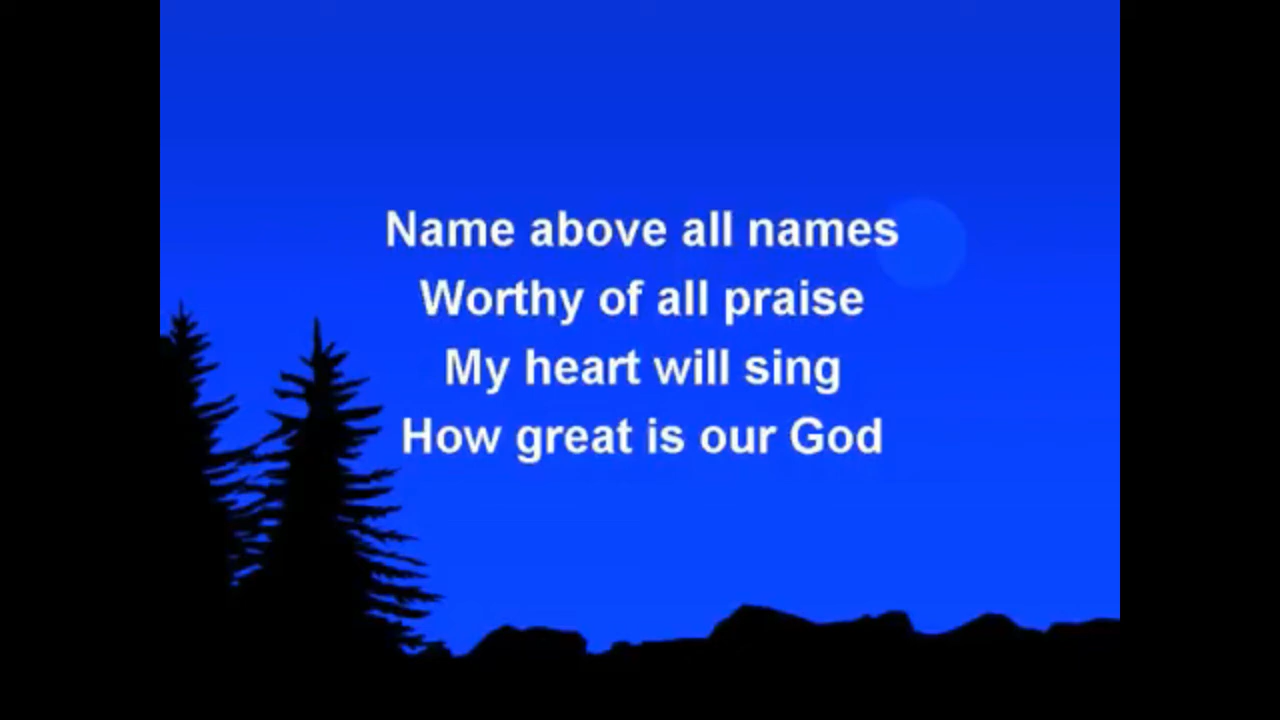 Name above all names
Worthy of all praise
My heart will sing
How great is our God